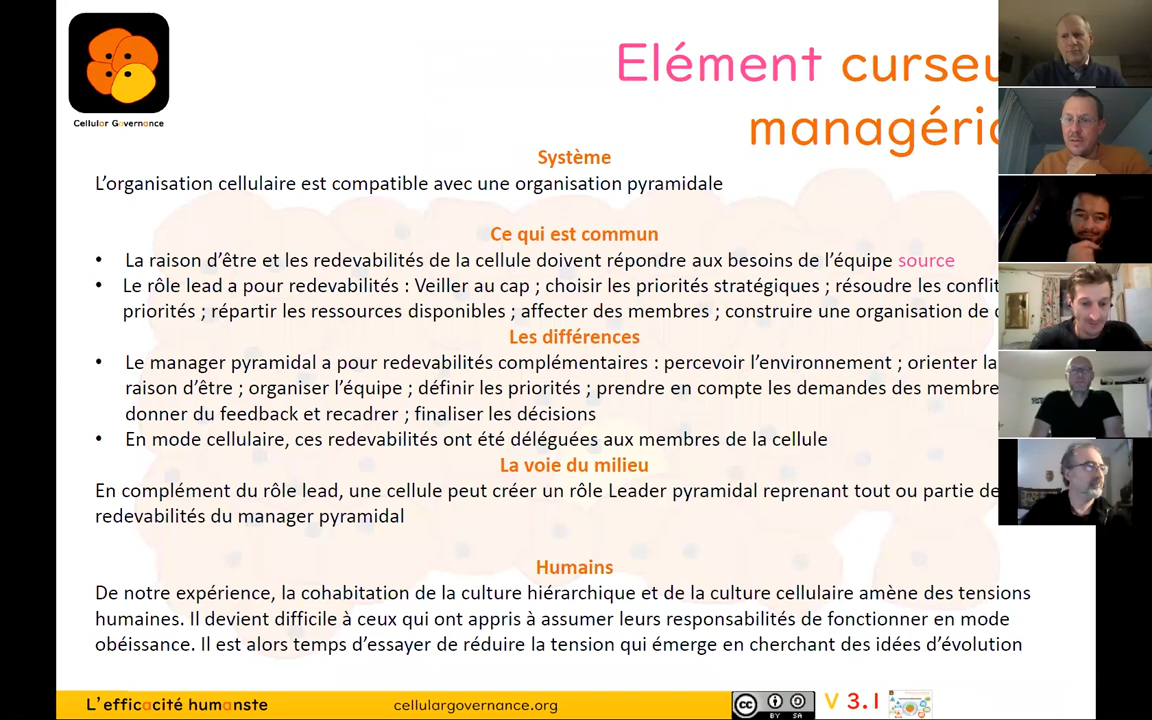 Cellular Governance
Elément curseu
managéri
Système
L’organisation cellulaire est compatible avec une organisation pyramidale
Ce qui est commun
• La raison d’être et les redevabilités de la cellule doivent répondre aux besoins de l’équipe source
• Le rôle lead a pour redevabilités : Veiller au cap ; choisir les priorités stratégiques ; résoudre les conflit
priorités ; répartir les ressources disponibles ; affecter des membres ; construire une organisation de
Les différences
• Le manager pyramidal a pour redevabilités complémentaires : percevoir l’environnement ; orienter la
raison d’être ; organiser l’équipe ; définir les priorités ; prendre en compte les demandes des membre
donner du feedback et recadrer ; finaliser les décisions
• En mode cellulaire, ces redevabilités ont été déléguées aux membres de la cellule
La voie du milieu
En complément du rôle lead, une cellule peut créer un rôle Leader pyramidal reprenant tout ou partie de
redevabilités du manager pyramidal
Humains
De notre expérience, la cohabitation de la culture hiérarchique et de la culture cellulaire amène des tensions
humaines. Il devient difficile à ceux qui ont appris à assumer leurs responsabilités de fonctionner en mode
obéissance. Il est alors temps d’essayer de réduire la tension qui émerge en cherchant des idées d’évolution
L’efficacité humanste
cellulargovernance.org
cc BY SA
V 3.1